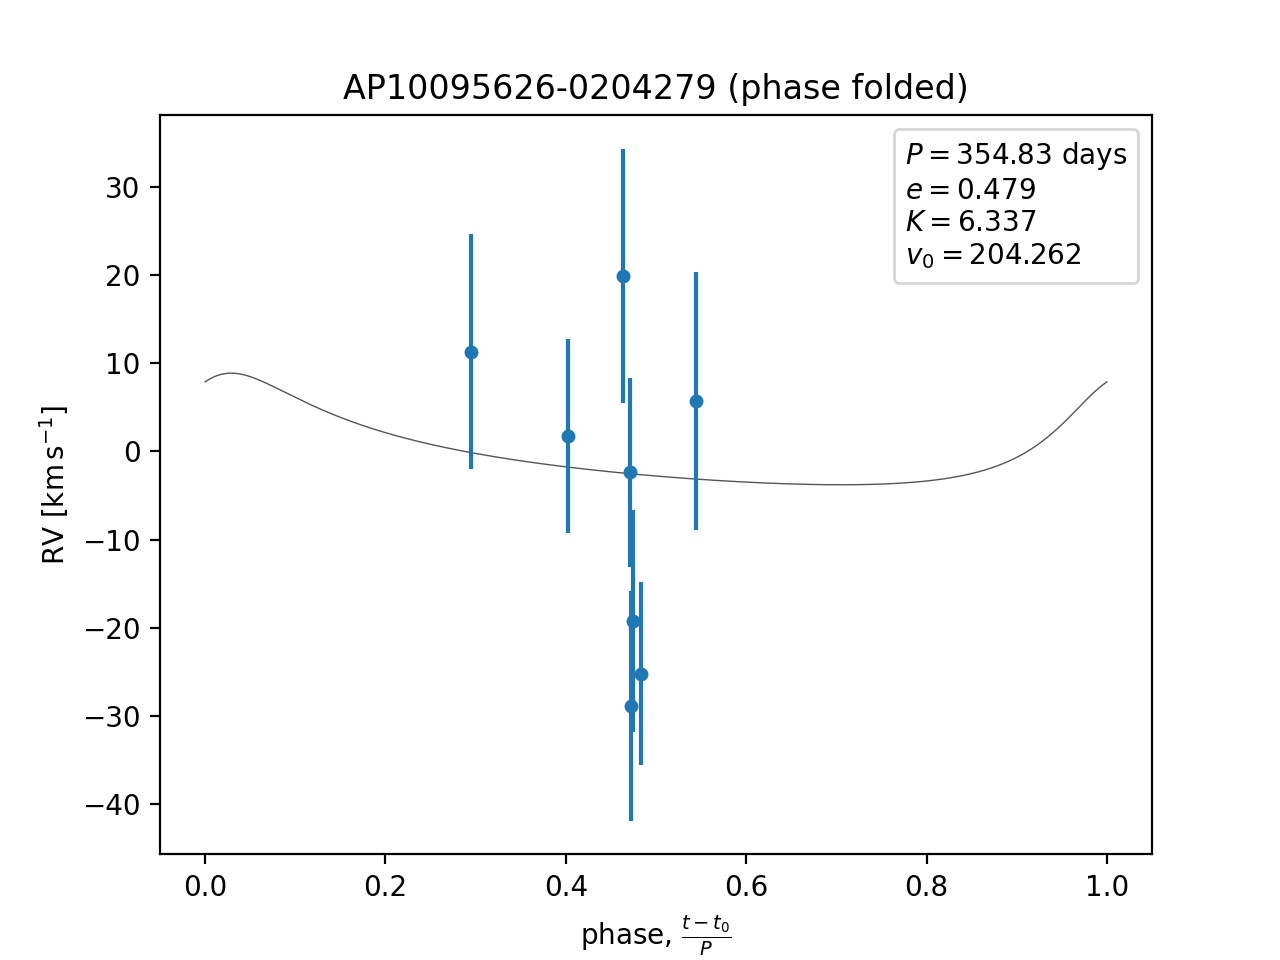 AP10095626-0204279 (phase folded)
P = 354.83 days
e = 0.479
K = 6.337
v₀ = 204.262
30
20
10
0
−10
−20
−30
−40
RV [km s⁻¹]
0.0 0.2 0.4 0.6 0.8 1.0
phase, (t − t₀)/P